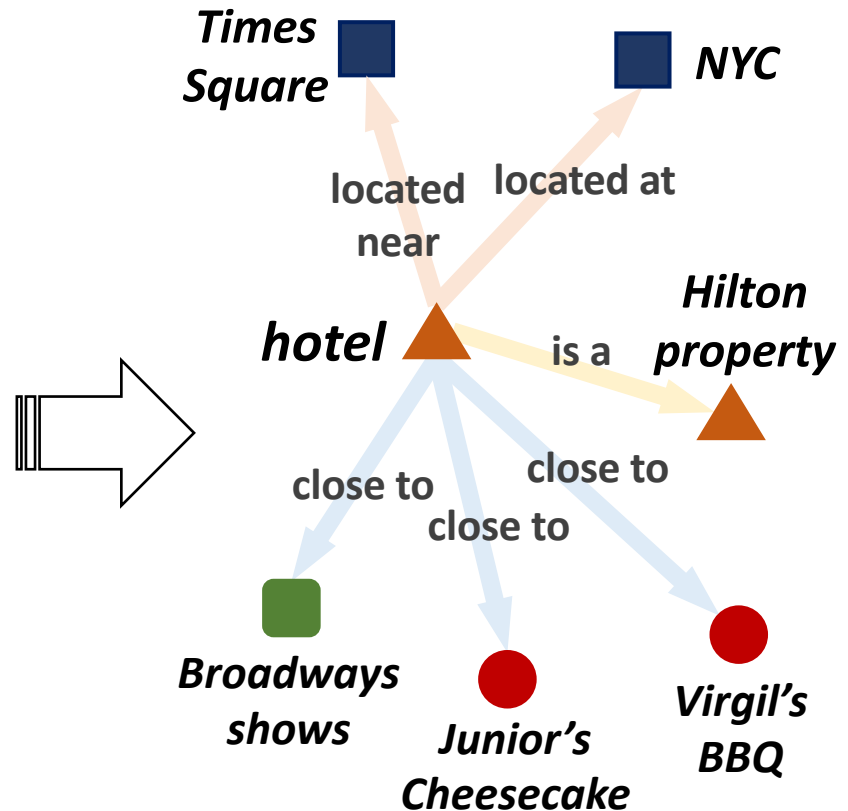 Times
Square
NYC
located
near
located at
hotel
is a
Hilton
property
close to
close to
close to
Broadways
shows
Junior's
Cheesecake
Virgil's
BBQ